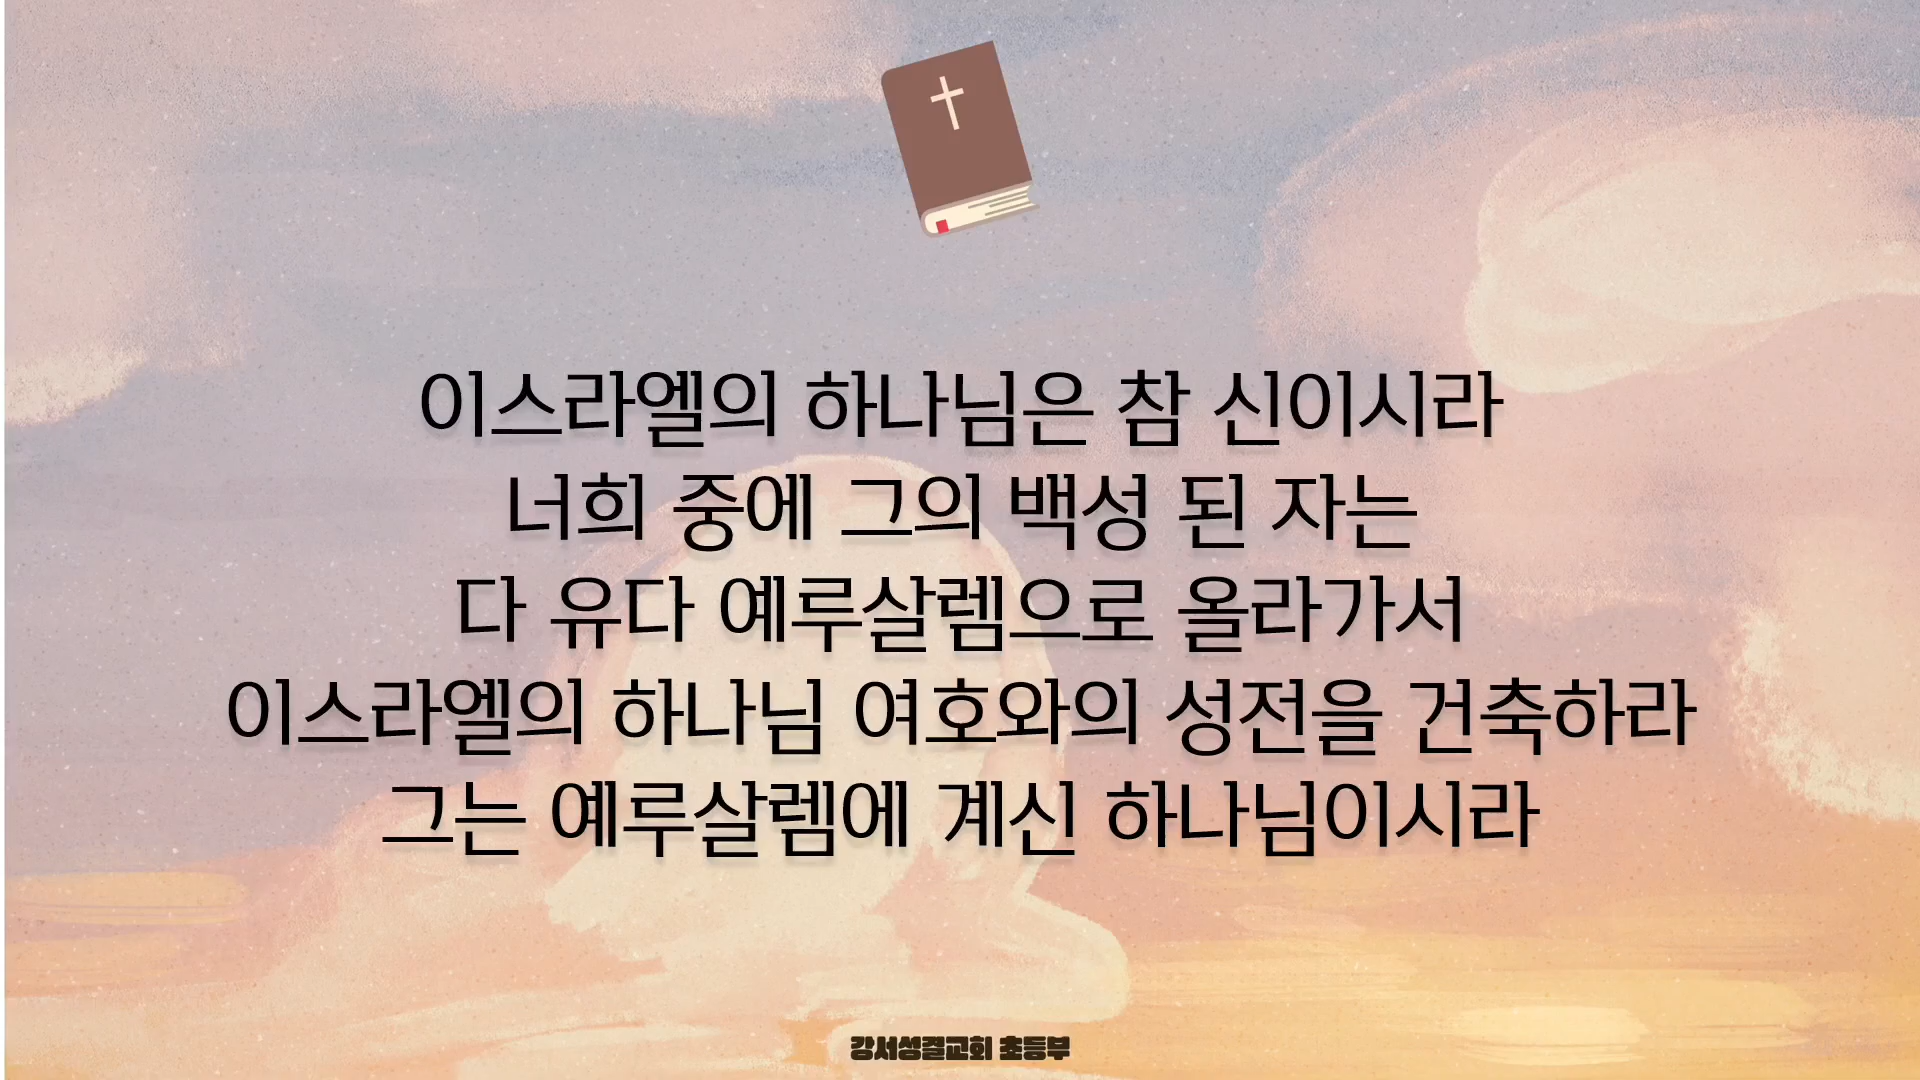 이스라엘의 하나님은 참 신이시라
너희 중에 그의 백성 된 자는
다 유다 예루살렘으로 올라가서
이스라엘의 하나님 여호와의 성전을 건축하라
그는 예루살렘에 계신 하나님이시라
강서성결교회 초등부